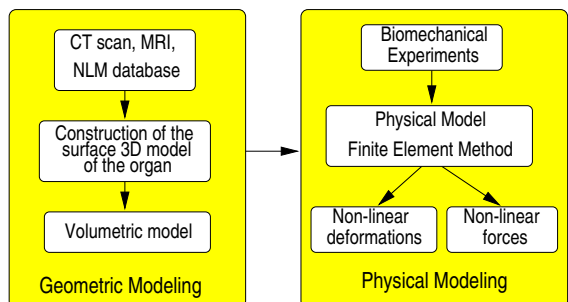 CT scan, MRI,
NLM database
Construction of the
surface 3D model
of the organ
Volumetric model
Geometric Modeling
Biomechanical
Experiments
Physical Model
Finite Element Method
Non-linear
deformations
Non-linear
forces
Physical Modeling